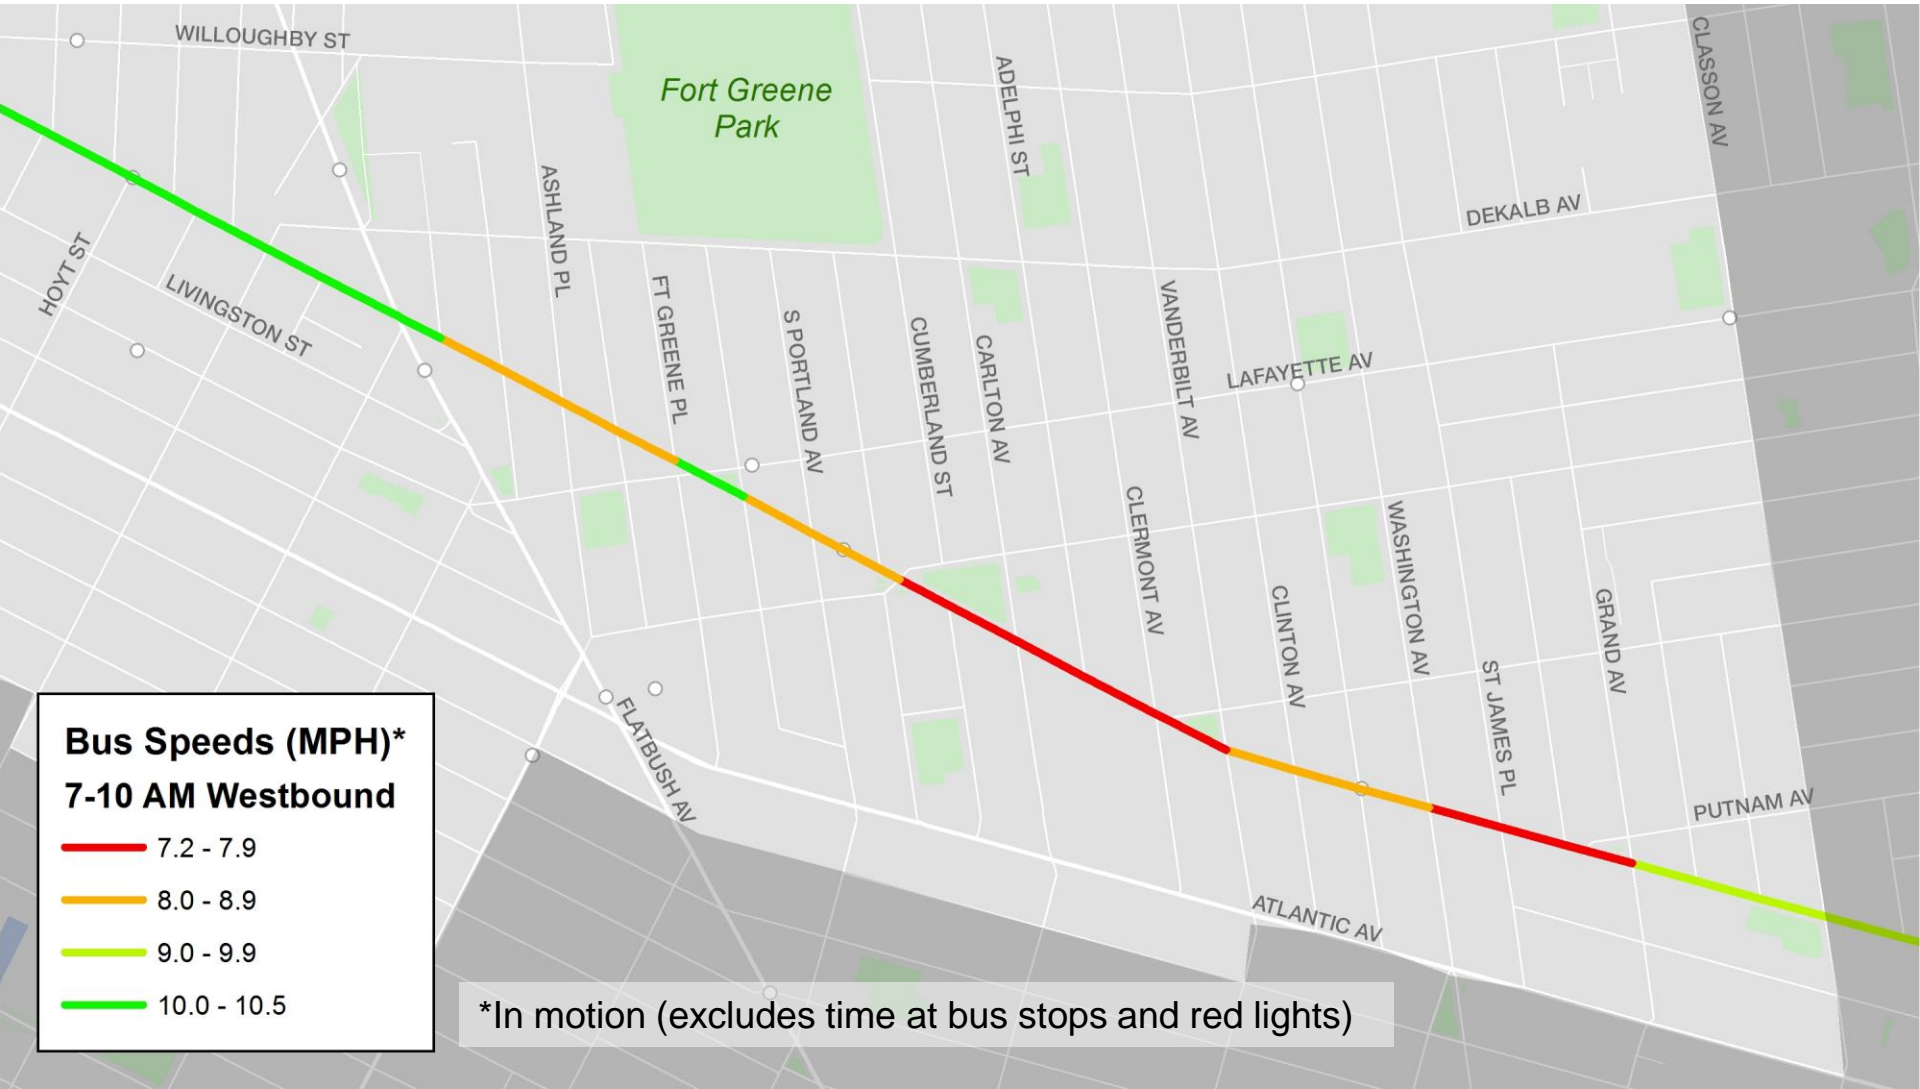 WILLOUGHBY ST
Fort Greene
Park
ADELPHI ST
CLASSON AV
ASHLAND PL
DEKALB AV
HOYT ST
LIVINGSTON ST
FT GREENE PL
S PORTLAND AV
CUMBERLAND ST
CARLTON AV
VANDERBILT AV
LAFAYETTE AV
CLERMONT AV
WASHINGTON AV
CLINTON AV
GRAND AV
ST JAMES PL
FLATBUSH AV
PUTNAM AV
ATLANTIC AV
Bus Speeds (MPH)*
7-10 AM Westbound
7.2 - 7.9
8.0 - 8.9
9.0 - 9.9
10.0 - 10.5
*In motion (excludes time at bus stops and red lights)